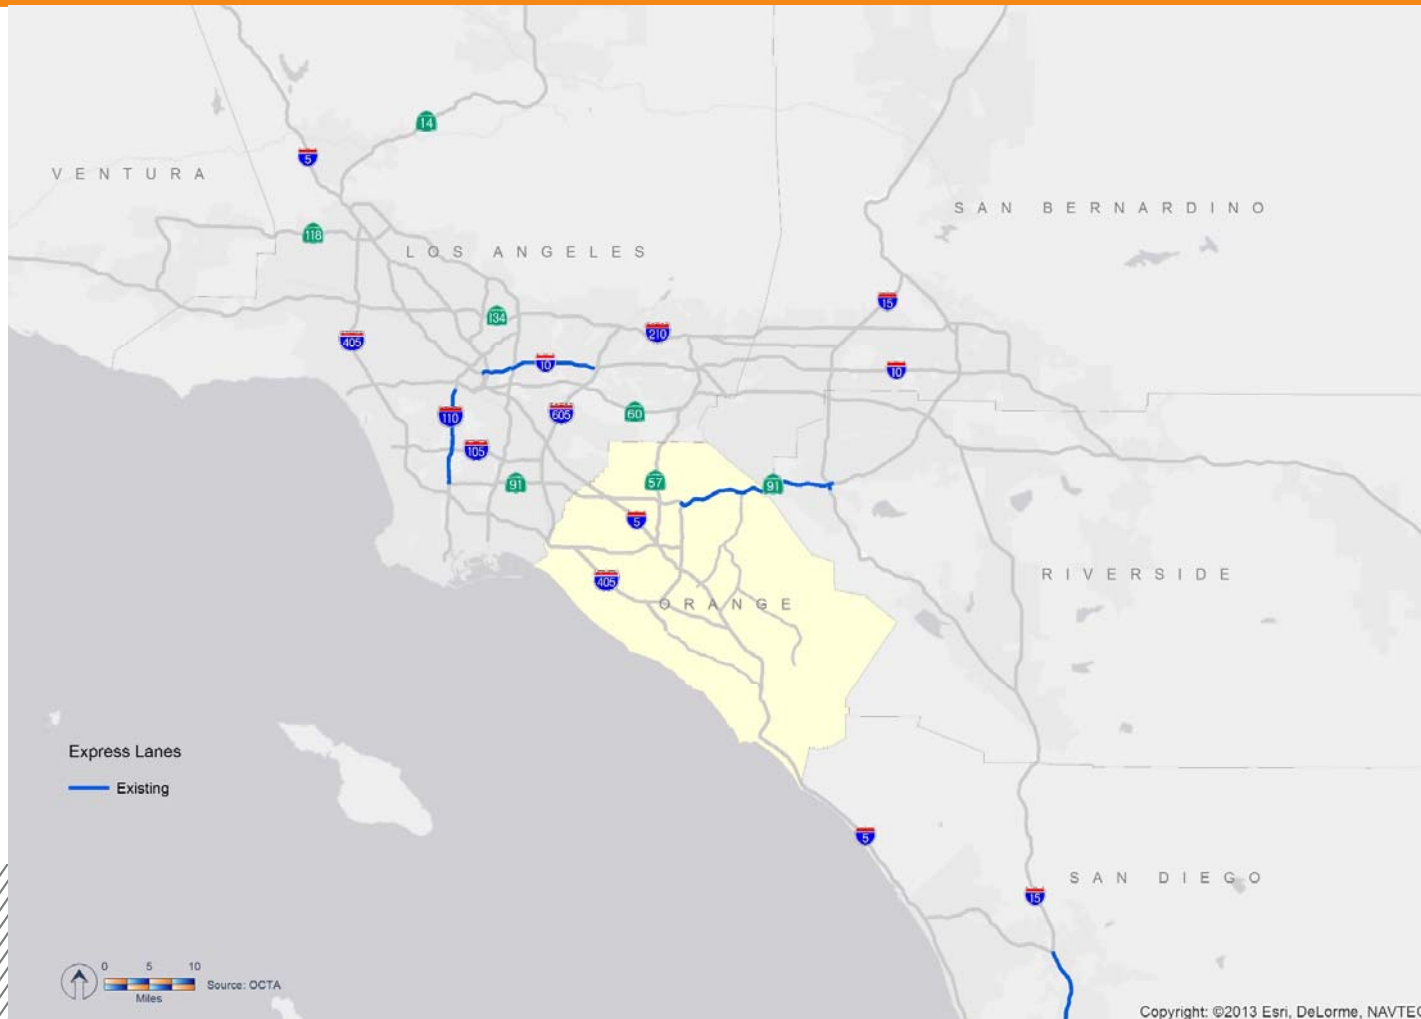 14
5
VENTURA
SAN BERNARDINO
118
LOS ANGELES
15
134
210
405
10
10
110
605
60
105
91
57
91
5
405
RIVERSIDE
ORANGE
Express Lanes
Existing
5
SAN DIEGO
15
0 5 10
Miles
Source: OCTA
Copyright: ©2013 Esri, DeLorme, NAVTEQ